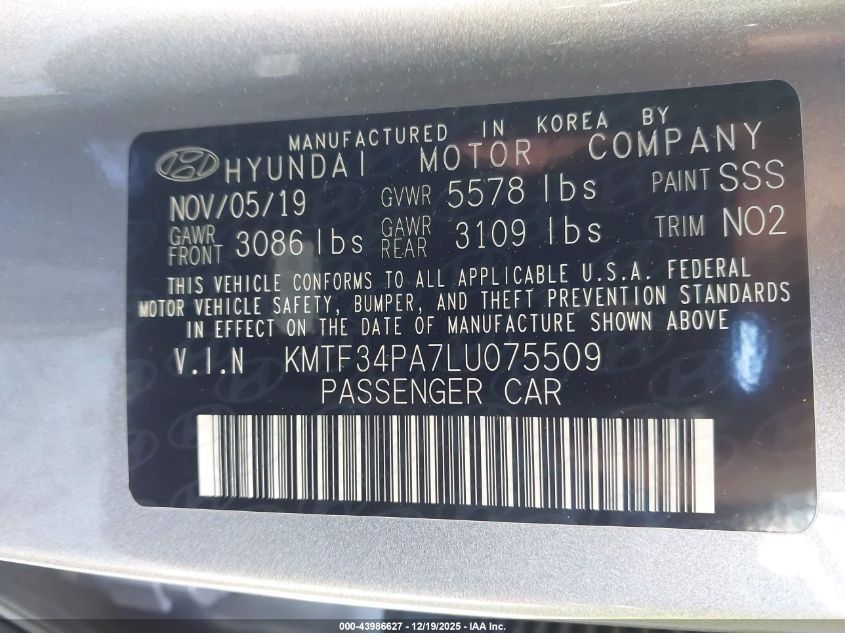 MANUFACTURED IN KOREA BY
HYUNDAI MOTOR COMPANY
NOV/05/19 GVWR 5578 lbs PAINT SSS
GAWR FRONT 3086 lbs GAWR REAR 3109 lbs TRIM NO2
THIS VEHICLE CONFORMS TO ALL APPLICABLE U.S.A. FEDERAL
MOTOR VEHICLE SAFETY, BUMPER, AND THEFT PREVENTION STANDARDS
IN EFFECT ON THE DATE OF MANUFACTURE SHOWN ABOVE
V.I.N KMTF34PA7LU075509
PASSENGER CAR
000-43986627 - 12/19/2025 - IAA Inc.